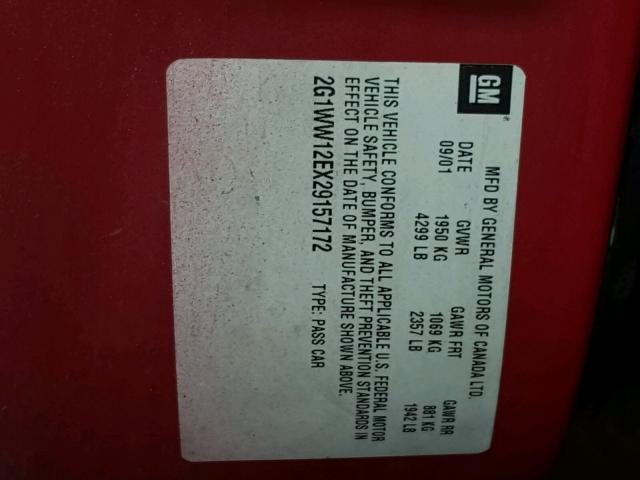 GM
MFD BY GENERAL MOTORS OF CANADA LTD.
DATE GVWR GAWR FRT GAWR RR
09/01 1950 KG 1069 KG 881 KG
4299 LB 2357 LB 1942 LB
THIS VEHICLE CONFORMS TO ALL APPLICABLE U.S. FEDERAL MOTOR
VEHICLE SAFETY, BUMPER, AND THEFT PREVENTION STANDARDS IN
EFFECT ON THE DATE OF MANUFACTURE SHOWN ABOVE.
2G1WW12EX29157172 TYPE: PASS CAR